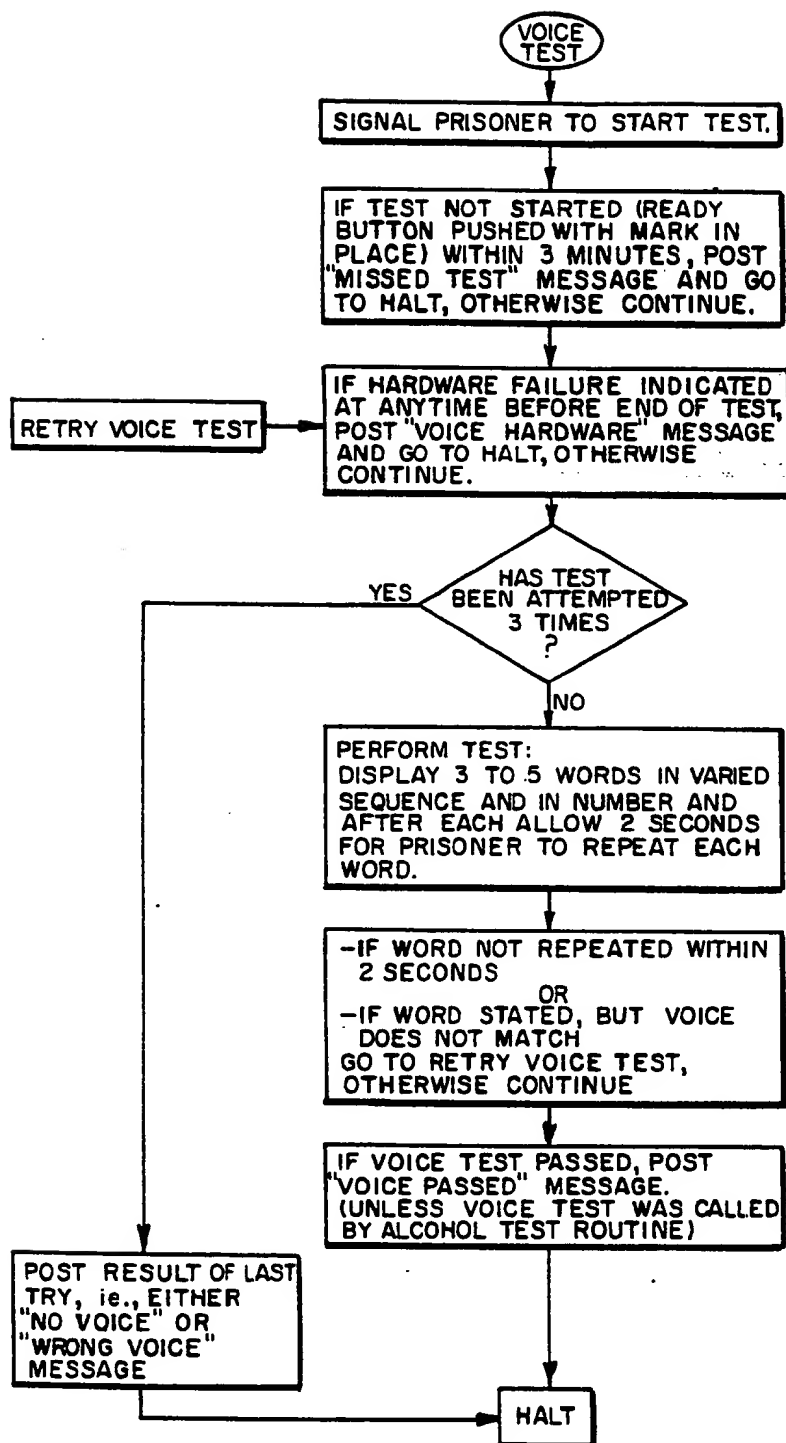 VOICE
TEST
SIGNAL PRISONER TO START TEST.
IF TEST NOT STARTED (READY
BUTTON PUSHED WITH MARK IN
PLACE) WITHIN 3 MINUTES, POST
"MISSED TEST" MESSAGE AND GO
TO HALT, OTHERWISE CONTINUE.
RETRY VOICE TEST
IF HARDWARE FAILURE INDICATED
AT ANYTIME BEFORE END OF TEST,
POST "VOICE HARDWARE" MESSAGE
AND GO TO HALT, OTHERWISE
CONTINUE.
HAS TEST
BEEN ATTEMPTED
3 TIMES
?
YES
NO
PERFORM TEST:
DISPLAY 3 TO 5 WORDS IN VARIED
SEQUENCE AND IN NUMBER AND
AFTER EACH ALLOW 2 SECONDS
FOR PRISONER TO REPEAT EACH
WORD.
-IF WORD NOT REPEATED WITHIN
2 SECONDS
OR
-IF WORD STATED, BUT VOICE
DOES NOT MATCH
GO TO RETRY VOICE TEST,
OTHERWISE CONTINUE
IF VOICE TEST PASSED, POST
"VOICE PASSED" MESSAGE.
(UNLESS VOICE TEST WAS CALLED
BY ALCOHOL TEST ROUTINE)
POST RESULT OF LAST
TRY, ie., EITHER
"NO VOICE" OR
"WRONG VOICE"
MESSAGE
HALT